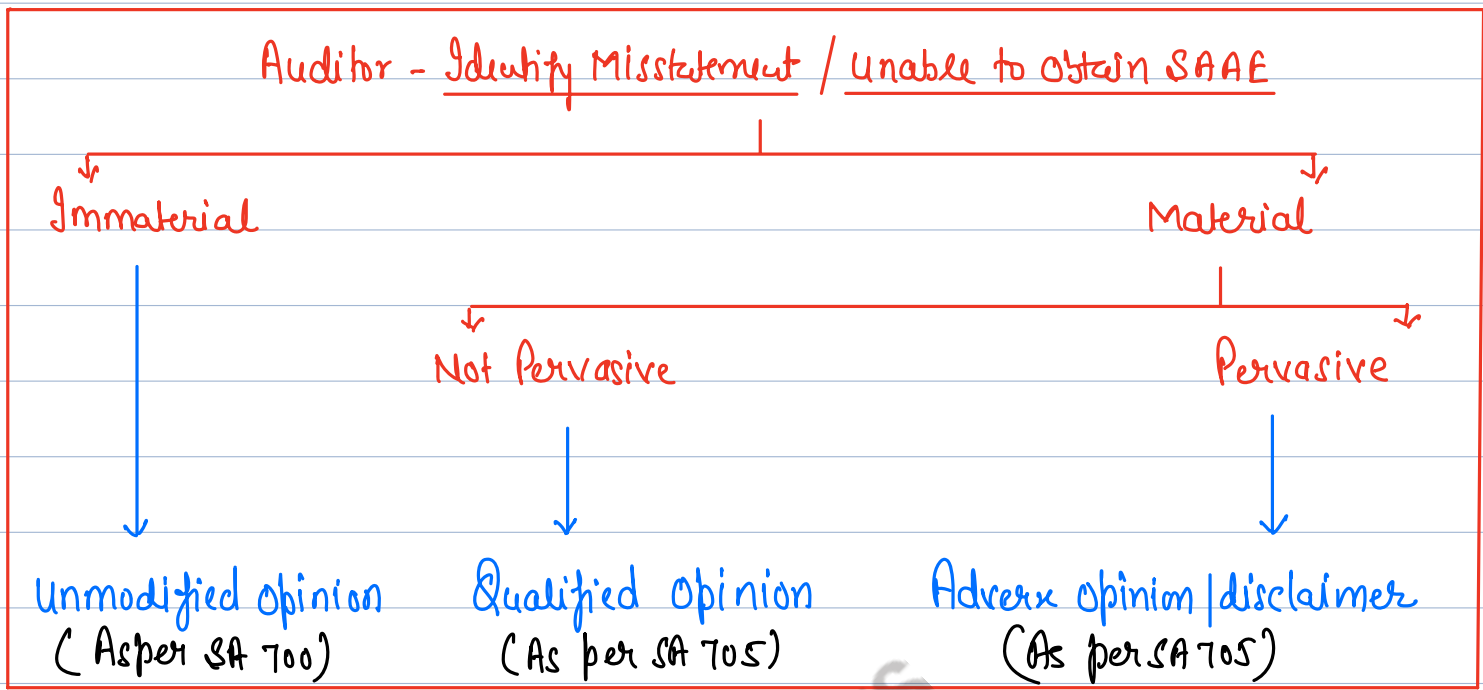 Auditor - Identify Misstatement / Unable to Obtain SAAE
Immaterial Material
Not Pervasive Pervasive
Unmodified Opinion Qualified Opinion Adverse Opinion/disclaimer
(As per SA 700) (As per SA 705) (As per SA 705)